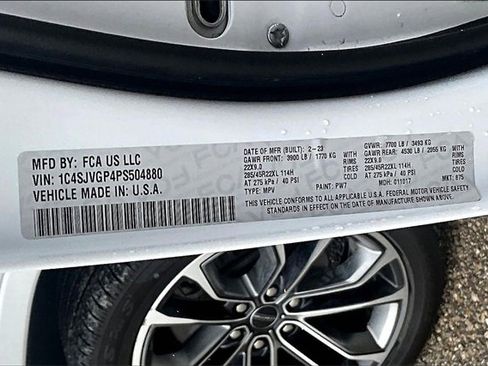 MFD BY: FCA US LLC
VIN: 1C4SJVGP4PS504880
VEHICLE MADE IN: U.S.A.
DATE OF MFR (BUILT): 2-23 GVWR: 7700 LB / 3493 KG
GAWR FRONT: 3900 LB / 1770 KG GAWR REAR: 4530 LB / 2055 KG
22X9.0 22X9.0
285/45R22XL 114H TIRES 285/45R22XL 114H TIRES
AT 275 kPa / 40 PSI COLD AT 275 kPa / 40 PSI COLD
TYPE: MPV PAINT: PW7 MDH: 011017 MKT: 875
THIS VEHICLE CONFORMS TO ALL APPLICABLE U.S.A. FEDERAL MOTOR VEHICLE SAFETY
STANDARDS IN EFFECT ON THE DATE OF MANUFACTURE SHOWN ABOVE.